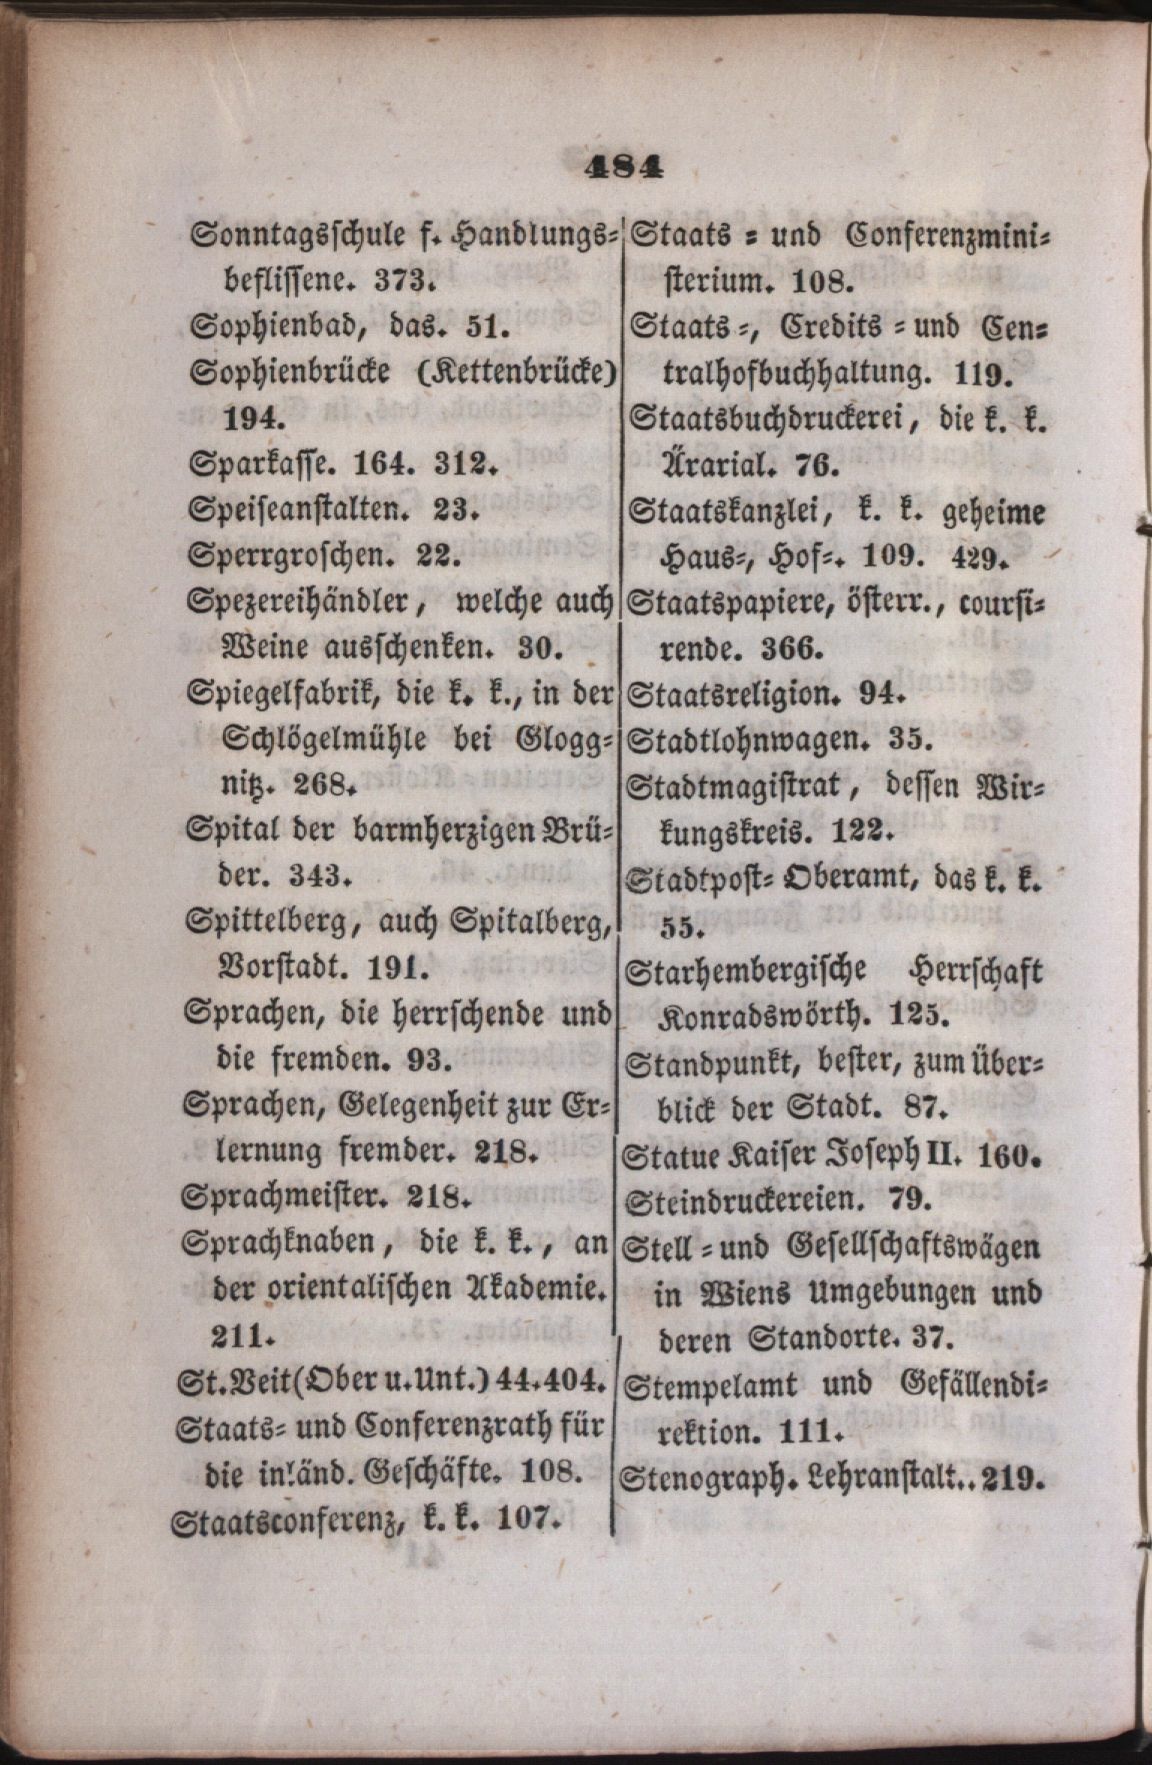 484
Sonntagsschule f. Handlungs-
beflissene. 373.
Sophienbad, das. 51.
Sophienbrücke (Kettenbrücke)
194.
Sparkasse. 164. 312.
Speiseanstalten. 23.
Sperrgroschen. 22.
Spezereihändler, welche auch
Weine ausschenken. 30.
Spiegelfabrik, die k. k., in der
Schlögelmühle bei Glogg-
nitz. 268.
Spital der barmherzigen Brü-
der. 343.
Spittelberg, auch Spitalberg,
Vorstadt. 191.
Sprachen, die herrschende und
die fremden. 93.
Sprachen, Gelegenheit zur Er-
lernung fremder. 218.
Sprachmeister. 218.
Sprachknaben, die k. k., an
der orientalischen Akademie.
211.
St. Veit (Ober u. Unt.) 44. 404.
Staats- und Conferenzrath für
die inländ. Geschäfte. 108.
Staatsconferenz, k. k. 107.
Staats- und Conferenzmini-
sterium. 108.
Staats-, Credits- und Cen-
tralhofbuchhaltung. 119.
Staatsbuchdruckerei, die k. k.
Ärarial. 76.
Staatskanzlei, k. k. geheime
Haus-, Hof-. 109. 429.
Staatspapiere, österr., coursi-
rende. 366.
Staatsreligion. 94.
Stadtlohnwagen. 35.
Stadtmagistrat, dessen Wir-
kungskreis. 122.
Stadtpost-Oberamt, das k. k.
55.
Starhembergische Herrschaft
Konradswörth. 125.
Standpunkt, bester, zum Über-
blick der Stadt. 87.
Statue Kaiser Joseph II. 160.
Steindruckereien. 79.
Stell- und Gesellschaftswägen
in Wiens Umgebungen und
deren Standorte. 37.
Stempelamt und Gefällendi-
rektion. 111.
Stenograph. Lehranstalt.. 219.